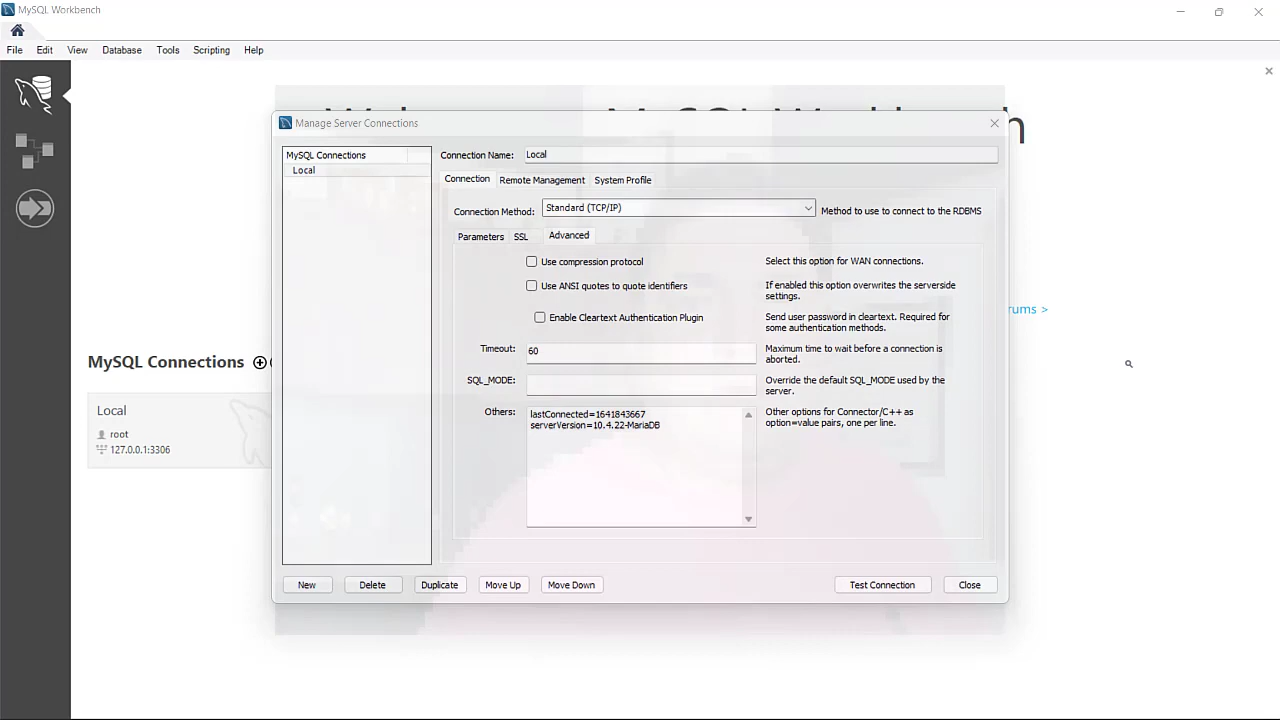 MySQL Workbench
File Edit View Database Tools Scripting Help
Manage Server Connections
MySQL Connections
Local
Connection Name: Local
Connection Remote Management System Profile
Connection Method: Standard (TCP/IP) Method to use to connect to the RDBMS
Parameters SSL Advanced
Use compression protocol Select this option for WAN connections.
Use ANSI quotes to quote identifiers If enabled this option overwrites the serverside
settings.
Enable Cleartext Authentication Plugin Send user password in cleartext. Required for
some authentication methods.
Timeout: 60 Maximum time to wait before a connection is
aborted.
SQL_MODE: Override the default SQL_MODE used by the
server.
Others: lastConnected=1641843667 Other options for Connector/C++ as
serverVersion=10.4.22-MariaDB option=value pairs, one per line.
New Delete Duplicate Move Up Move Down Test Connection Close
rums >
MySQL Connections
Local
root
127.0.0.1:3306